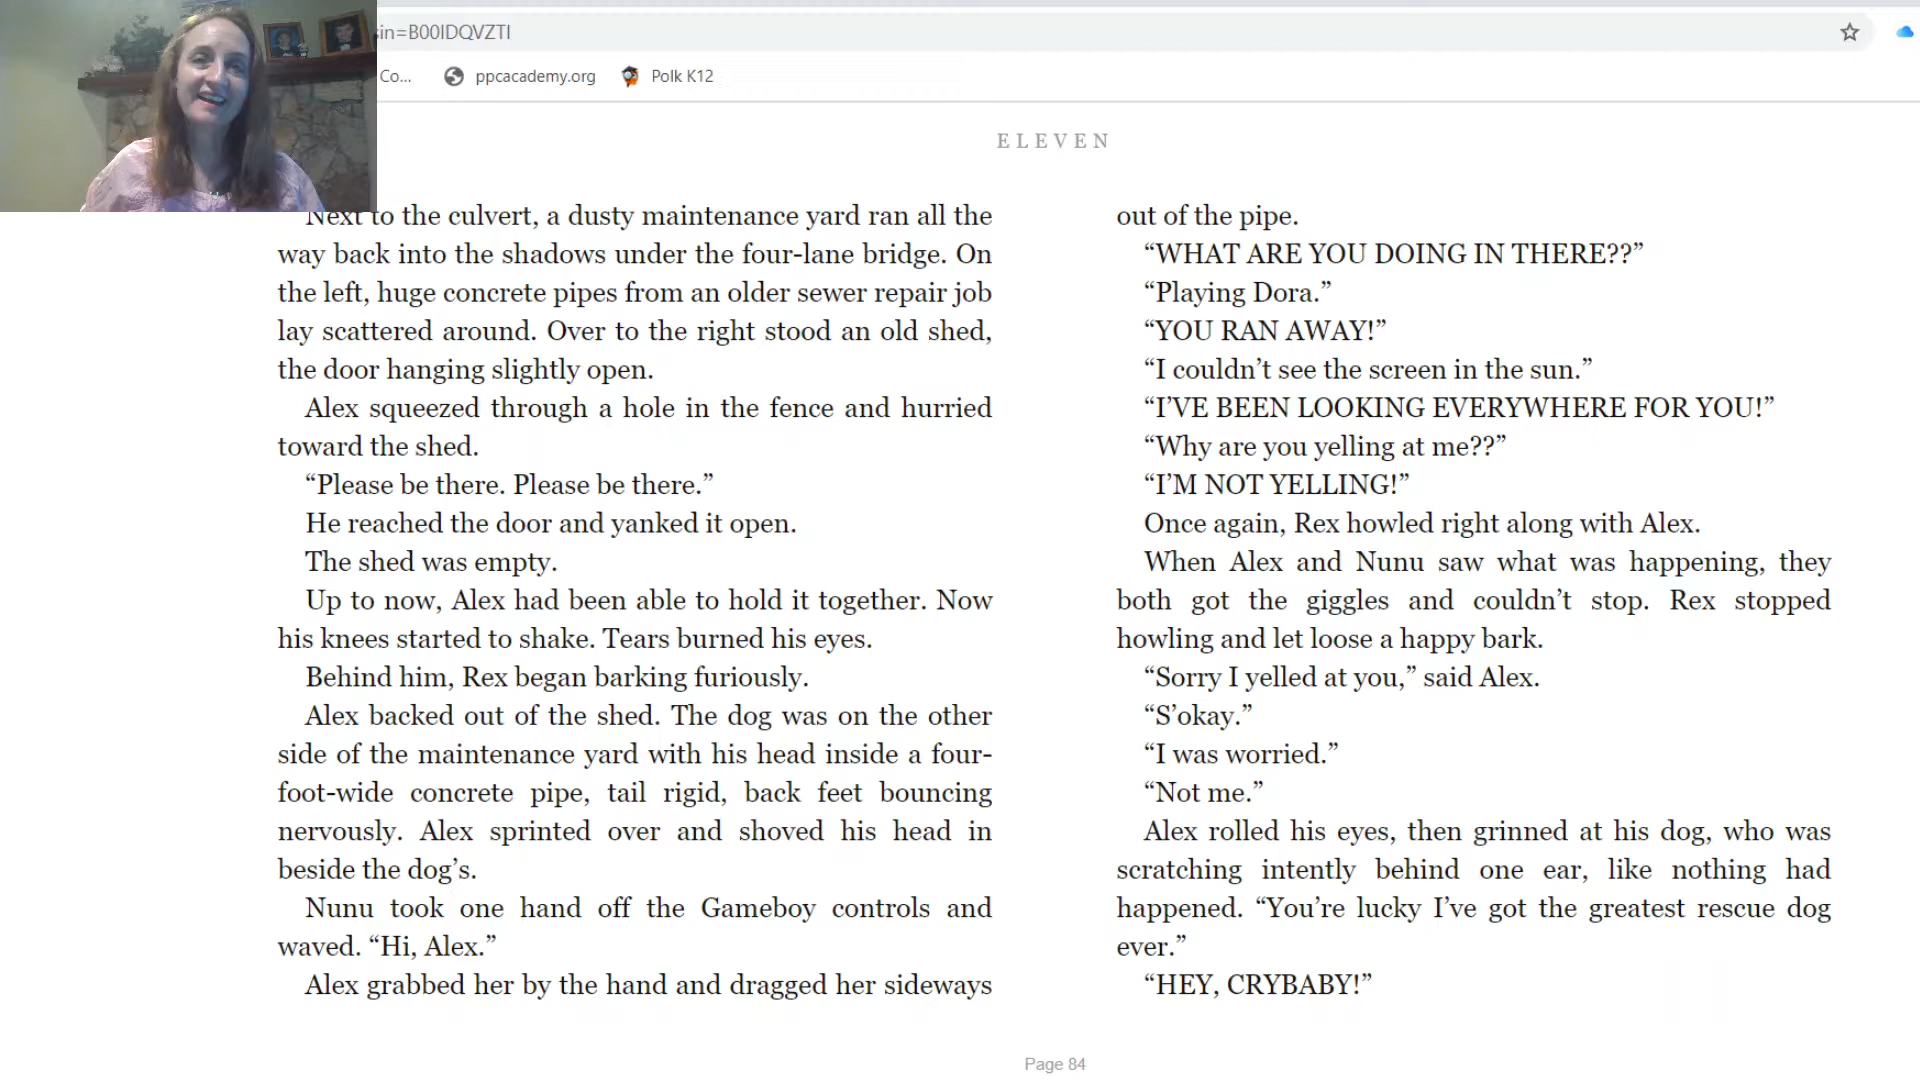 in=B00IDQVZTI
Co...
ppcacademy.org
Polk K12
ELEVEN
Next to the culvert, a dusty maintenance yard ran all the
way back into the shadows under the four-lane bridge. On
the left, huge concrete pipes from an older sewer repair job
lay scattered around. Over to the right stood an old shed,
the door hanging slightly open.
Alex squeezed through a hole in the fence and hurried
toward the shed.
“Please be there. Please be there.”
He reached the door and yanked it open.
The shed was empty.
Up to now, Alex had been able to hold it together. Now
his knees started to shake. Tears burned his eyes.
Behind him, Rex began barking furiously.
Alex backed out of the shed. The dog was on the other
side of the maintenance yard with his head inside a four-
foot-wide concrete pipe, tail rigid, back feet bouncing
nervously. Alex sprinted over and shoved his head in
beside the dog’s.
Nunu took one hand off the Gameboy controls and
waved. “Hi, Alex.”
Alex grabbed her by the hand and dragged her sideways
out of the pipe.
“WHAT ARE YOU DOING IN THERE??”
“Playing Dora.”
“YOU RAN AWAY!”
“I couldn’t see the screen in the sun.”
“I’VE BEEN LOOKING EVERYWHERE FOR YOU!”
“Why are you yelling at me??”
“I’M NOT YELLING!”
Once again, Rex howled right along with Alex.
When Alex and Nunu saw what was happening, they
both got the giggles and couldn’t stop. Rex stopped
howling and let loose a happy bark.
“Sorry I yelled at you,” said Alex.
“S’okay.”
“I was worried.”
“Not me.”
Alex rolled his eyes, then grinned at his dog, who was
scratching intently behind one ear, like nothing had
happened. “You’re lucky I’ve got the greatest rescue dog
ever.”
“HEY, CRYBABY!”
Page 84